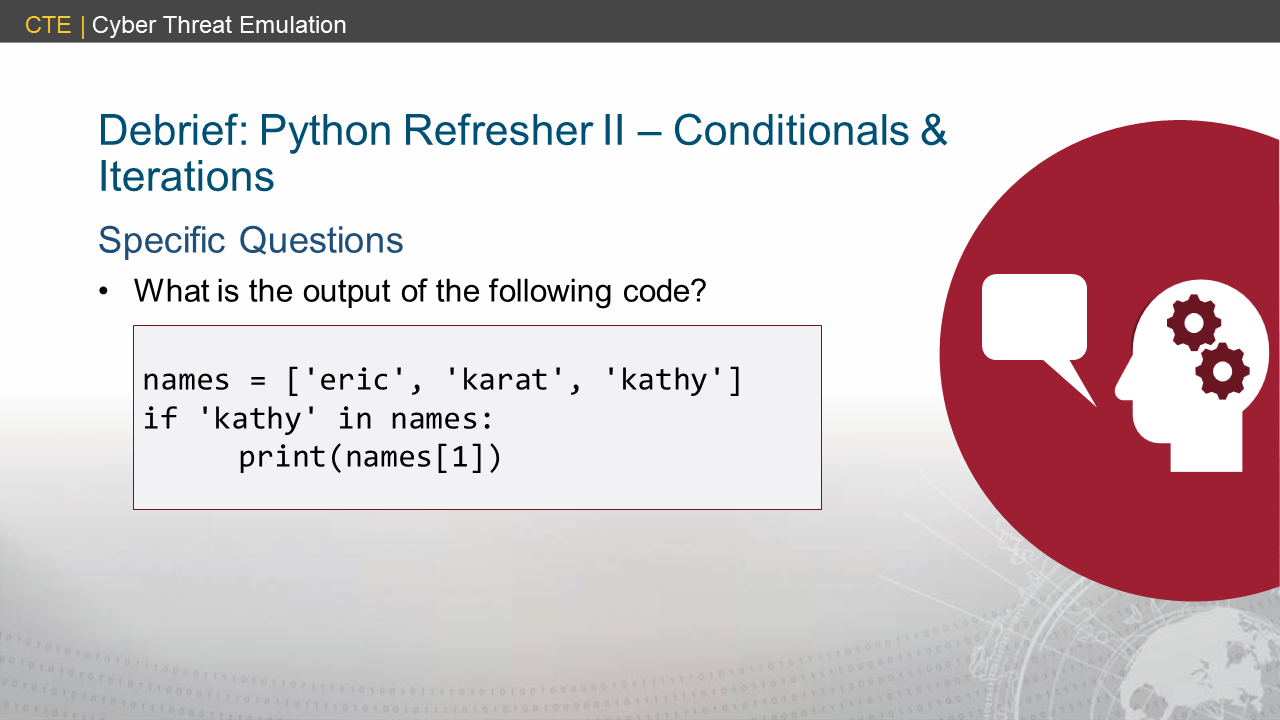 CTE | Cyber Threat Emulation
Debrief: Python Refresher II – Conditionals &
Iterations
Specific Questions
• What is the output of the following code?
names = ['eric', 'karat', 'kathy']
if 'kathy' in names:
print(names[1])